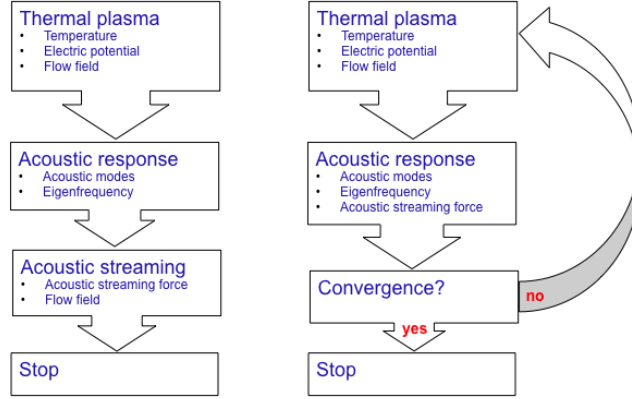 Thermal plasma
• Temperature
• Electric potential
• Flow field
Acoustic response
• Acoustic modes
• Eigenfrequency
Acoustic streaming
• Acoustic streaming force
• Flow field
Stop
Thermal plasma
• Temperature
• Electric potential
• Flow field
Acoustic response
• Acoustic modes
• Eigenfrequency
• Acoustic streaming force
Convergence?
no
yes
Stop